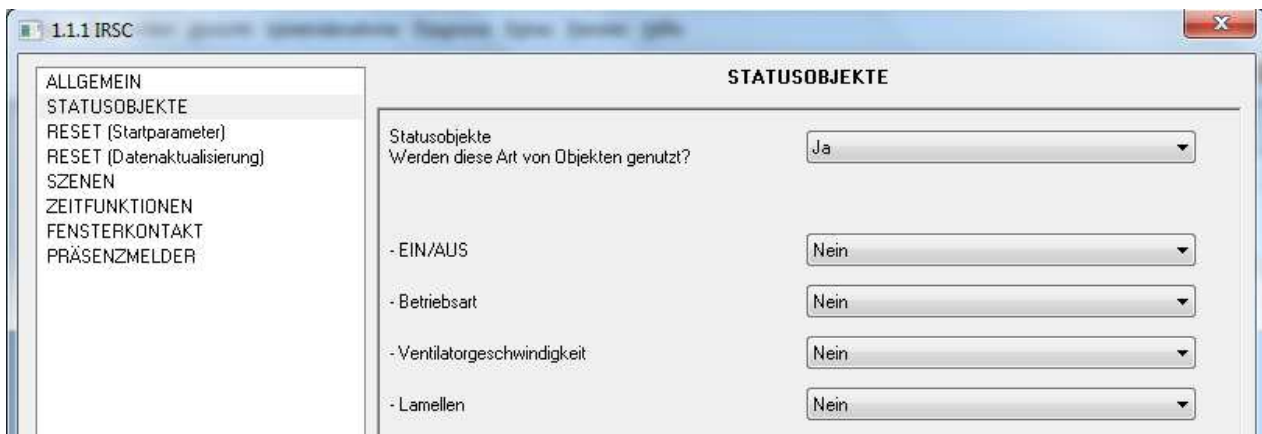 1.1.1 IRSC
X
ALLGEMEIN
STATUSOBJEKTE
RESET (Startparameter)
RESET (Datenaktualisierung)
SZENEN
ZEITFUNKTIONEN
FENSTERKONTAKT
PRÄSENZMELDER
STATUSOBJEKTE
Statusobjekte
Werden diese Art von Objekten genutzt?
Ja
- EIN/AUS
Nein
- Betriebsart
Nein
- Ventilatorgeschwindigkeit
Nein
- Lamellen
Nein